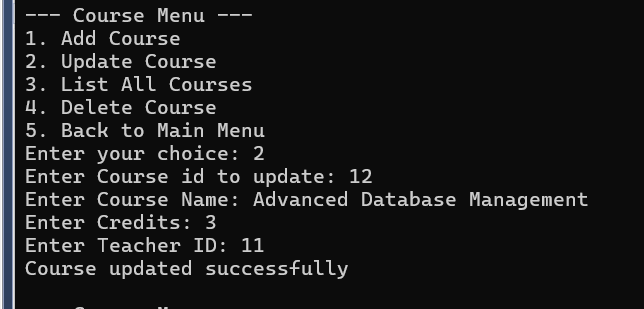 --- Course Menu ---
1. Add Course
2. Update Course
3. List All Courses
4. Delete Course
5. Back to Main Menu
Enter your choice: 2
Enter Course id to update: 12
Enter Course Name: Advanced Database Management
Enter Credits: 3
Enter Teacher ID: 11
Course updated successfully